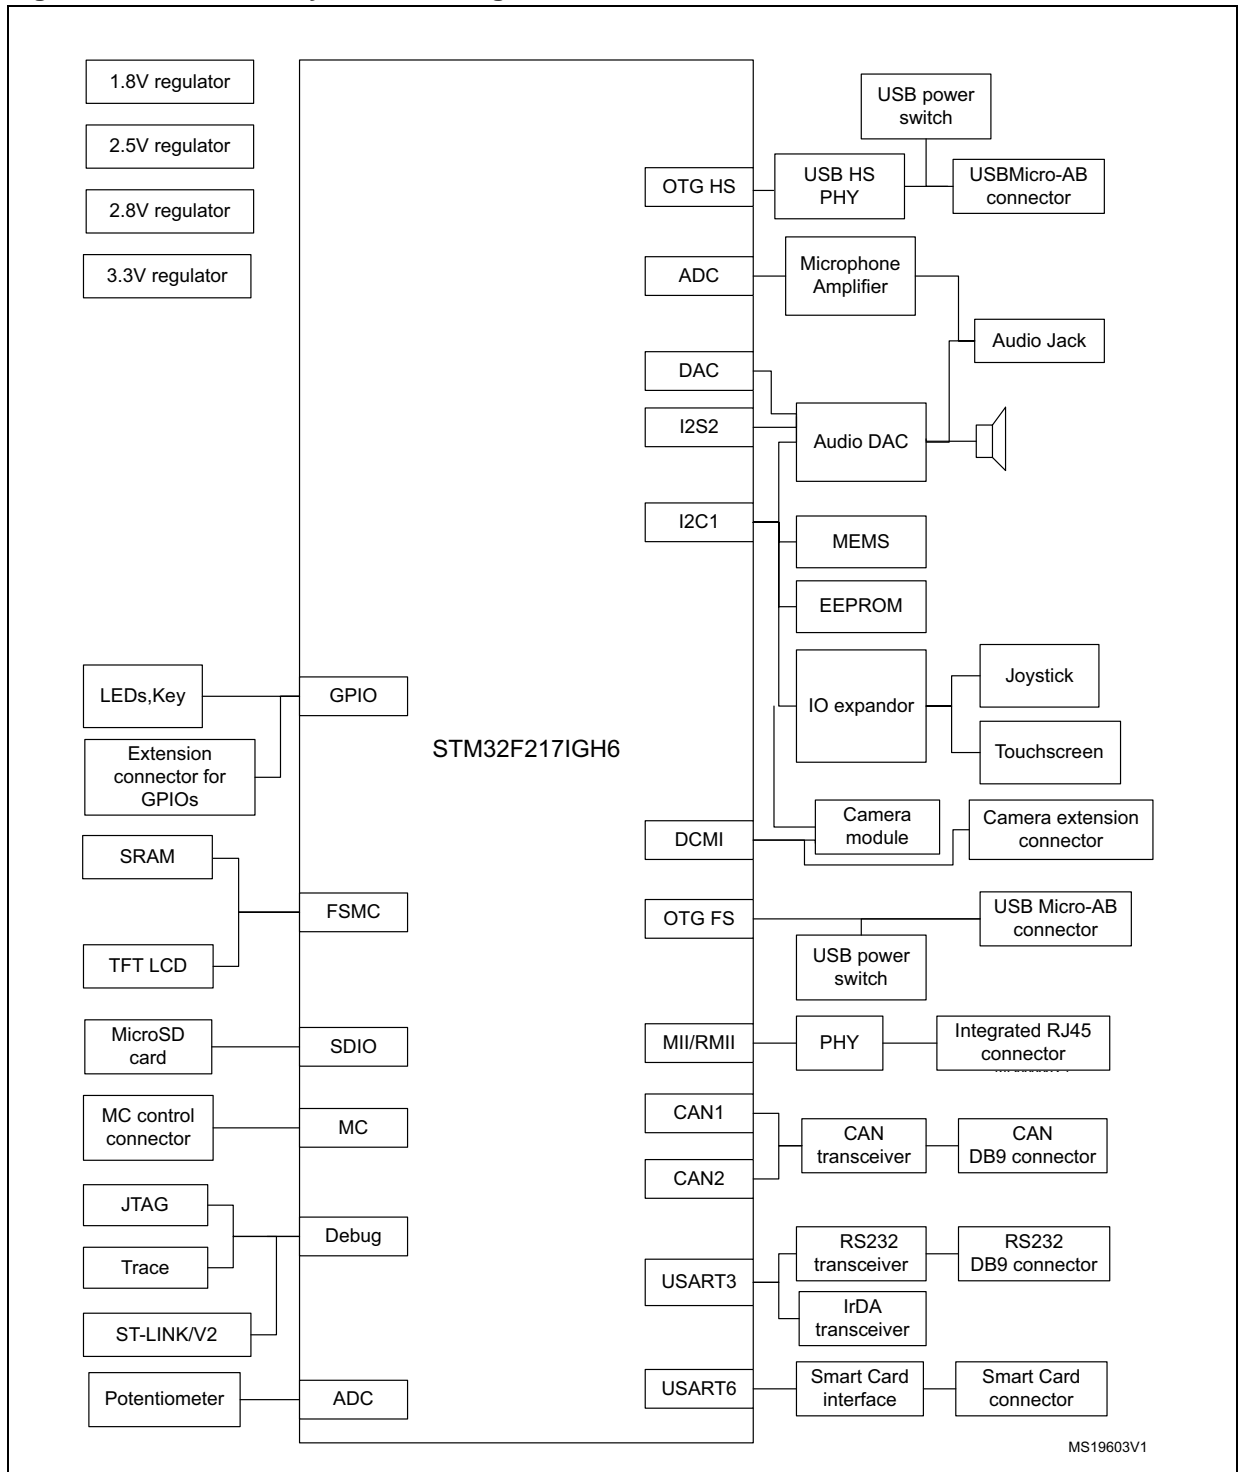 1.8V regulator
2.5V regulator
2.8V regulator
3.3V regulator
USB power
switch
OTG HS
USB HS
PHY
USBMicro-AB
connector
ADC
Microphone
Amplifier
Audio Jack
DAC
I2S2
Audio DAC
I2C1
MEMS
EEPROM
LEDs,Key
GPIO
Extension
connector for
GPIOs
STM32F217IGH6
IO expandor
Joystick
Touchscreen
DCMI
Camera
module
Camera extension
connector
SRAM
FSMC
TFT LCD
OTG FS
USB Micro-AB
connector
USB power
switch
MicroSD
card
SDIO
MII/RMII
PHY
Integrated RJ45
connector
MC control
connector
MC
CAN1
CAN2
CAN
transceiver
CAN
DB9 connector
JTAG
Trace
Debug
ST-LINK/V2
USART3
RS232
transceiver
RS232
DB9 connector
IrDA
transceiver
Potentiometer
ADC
USART6
Smart Card
interface
Smart Card
connector
MS19603V1